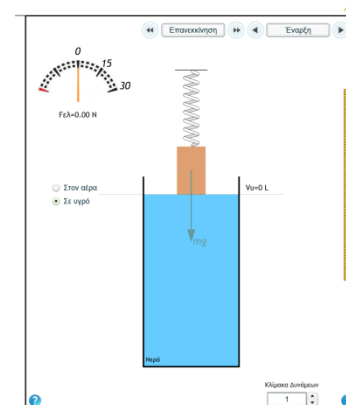 Επανεκκίνηση
Έναρξη
0
15
30
Fελ=0.00 N
Στον αέρα
Σε υγρό
Vυ=0 L
mg
Νερό
Κλίμακα Δυνάμεων
1